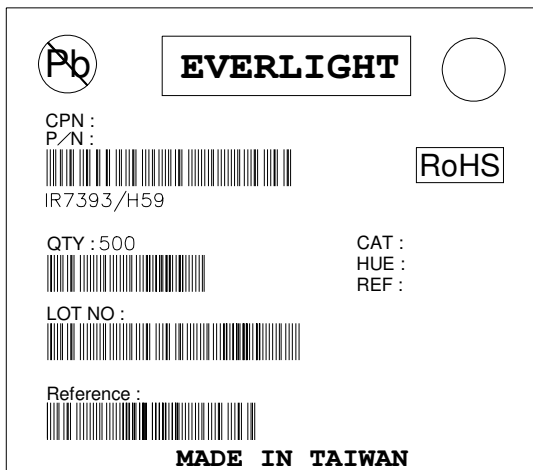 Pb
EVERLIGHT
CPN :
P/N :
RoHS
IR7393/H59
QTY : 500
CAT :
HUE :
REF :
LOT NO :
Reference :
MADE IN TAIWAN